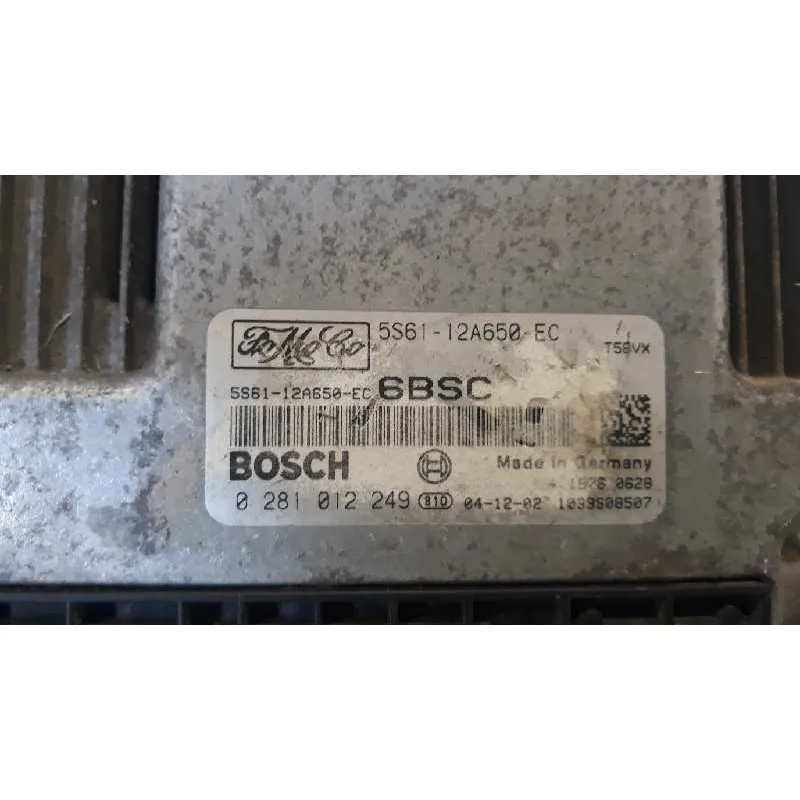 FoMoCo 5S61-12A650-EC
T58VX
5S61-12A650-EC 6BSC
BOSCH Made in Germany
1976 0628
0 281 012 249 810 04-12-02 1039S08507